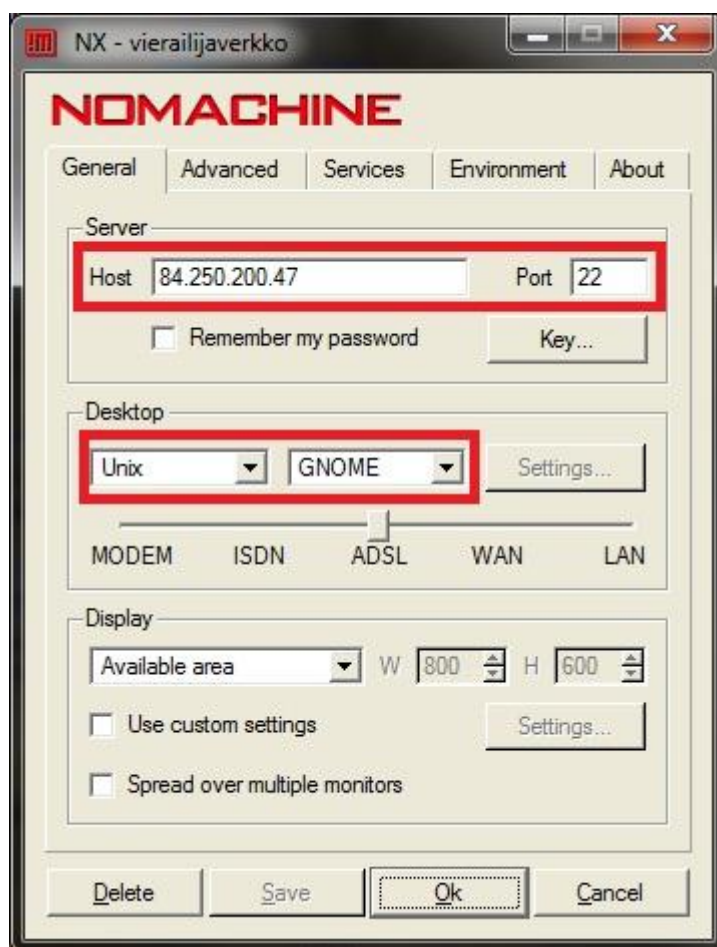 NX - vierailijaverkko
NOMACHINE
General Advanced Services Environment About
Server
Host 84.250.200.47 Port 22
Remember my password Key...
Desktop
Unix GNOME Settings...
MODEM ISDN ADSL WAN LAN
Display
Available area W 800 H 600
Use custom settings Settings...
Spread over multiple monitors
Delete Save Ok Cancel